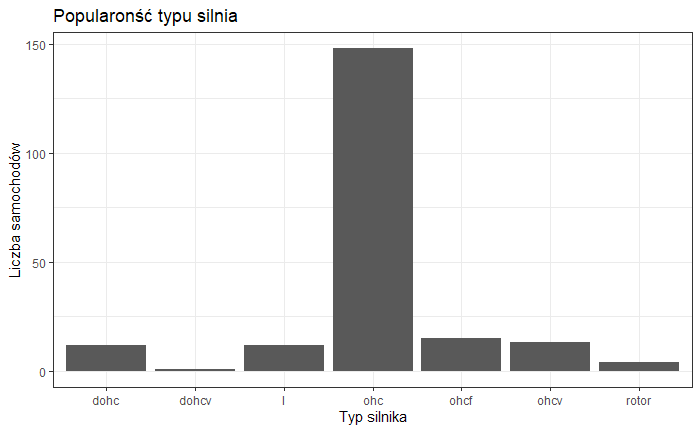 Popularonść typu silnia
150
100
50
0
Liczba samochodów
dohc dohcv l ohc ohcf ohcv rotor
Typ silnika